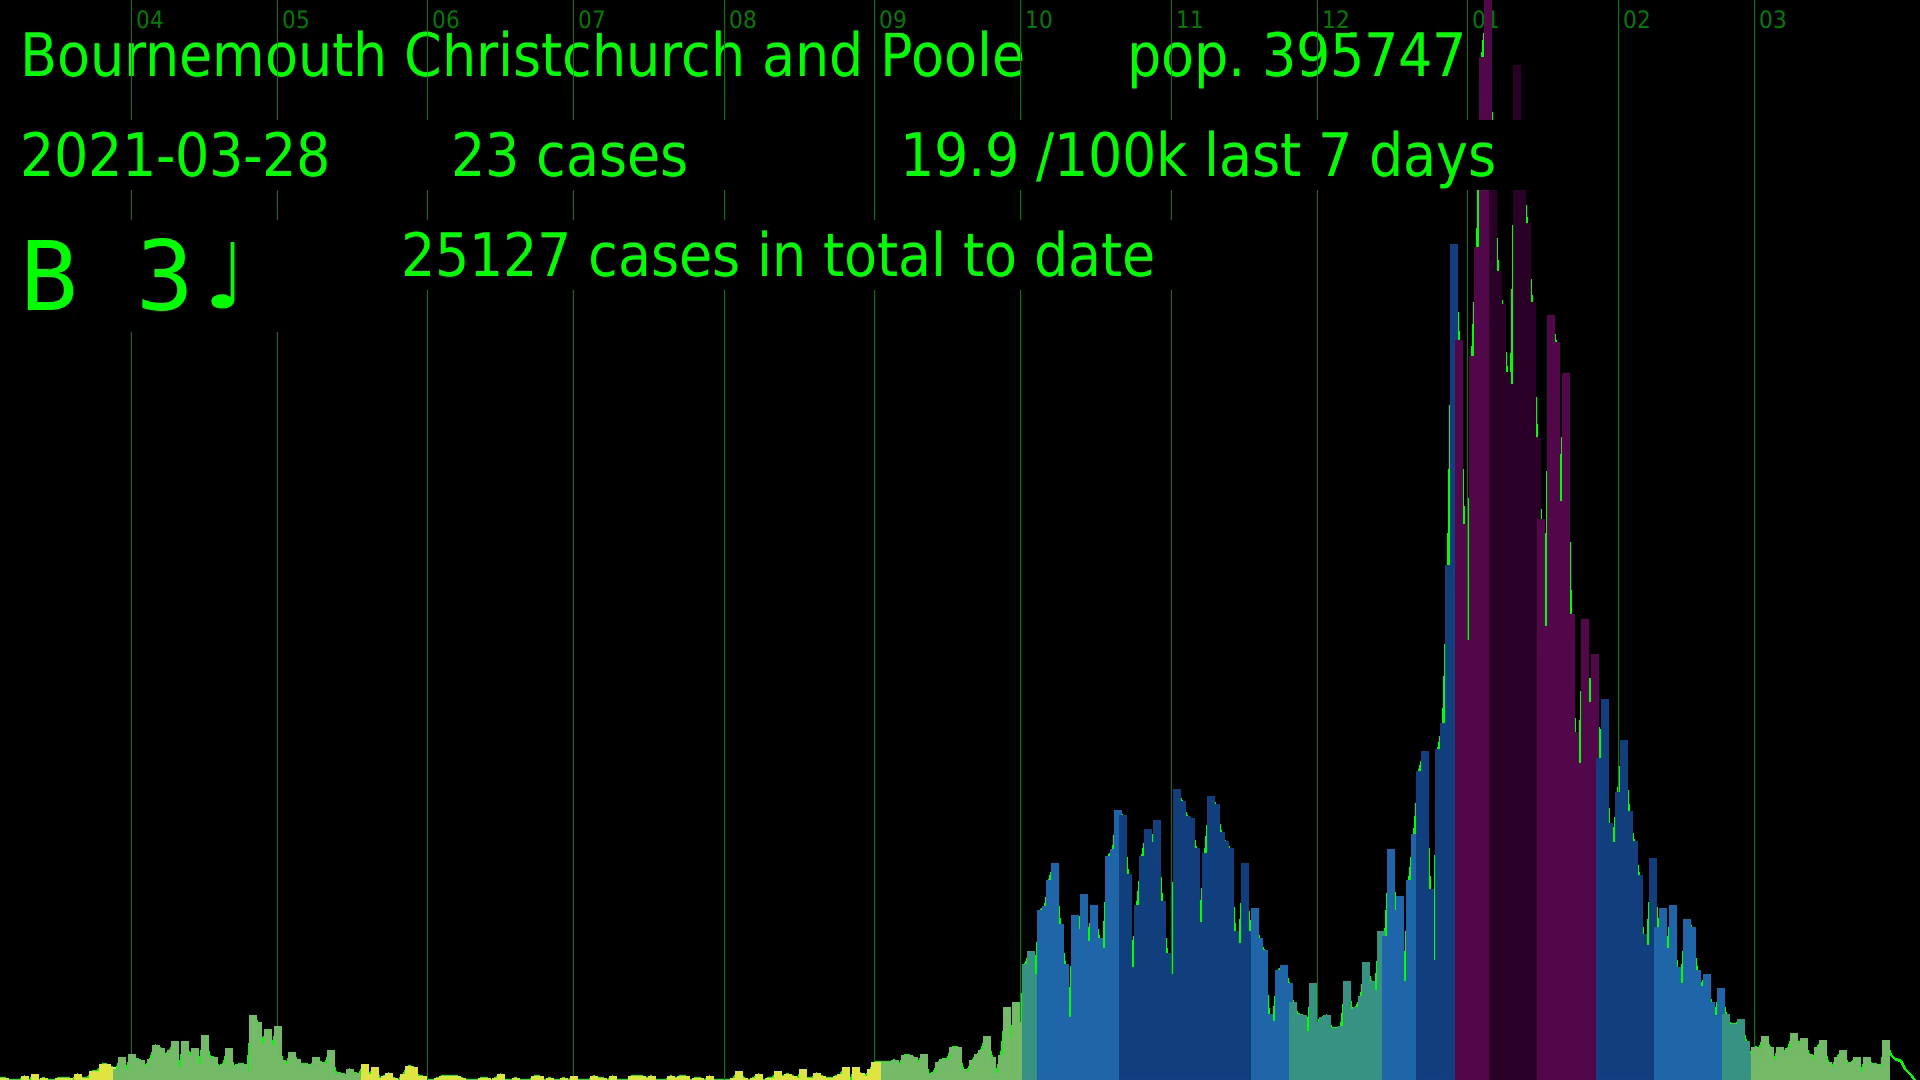 04 05 06 07 08 09 10 11 12 01 02 03
Bournemouth Christchurch and Poole pop. 395747
2021-03-28 23 cases 19.9 /100k last 7 days
B 3♩ 25127 cases in total to date